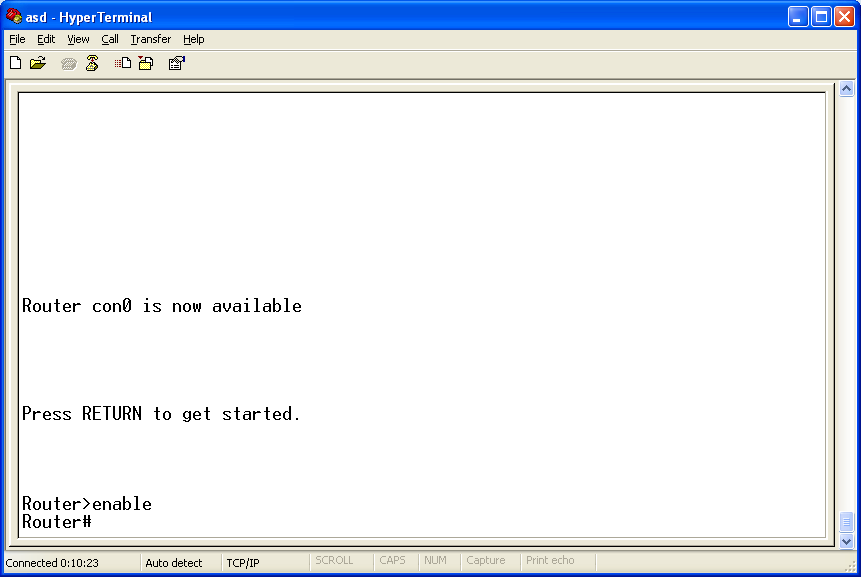 asd - HyperTerminal
File Edit View Call Transfer Help
Router con0 is now available
Press RETURN to get started.
Router>enable
Router#
Connected 0:10:23 Auto detect TCP/IP SCROLL CAPS NUM Capture Print echo